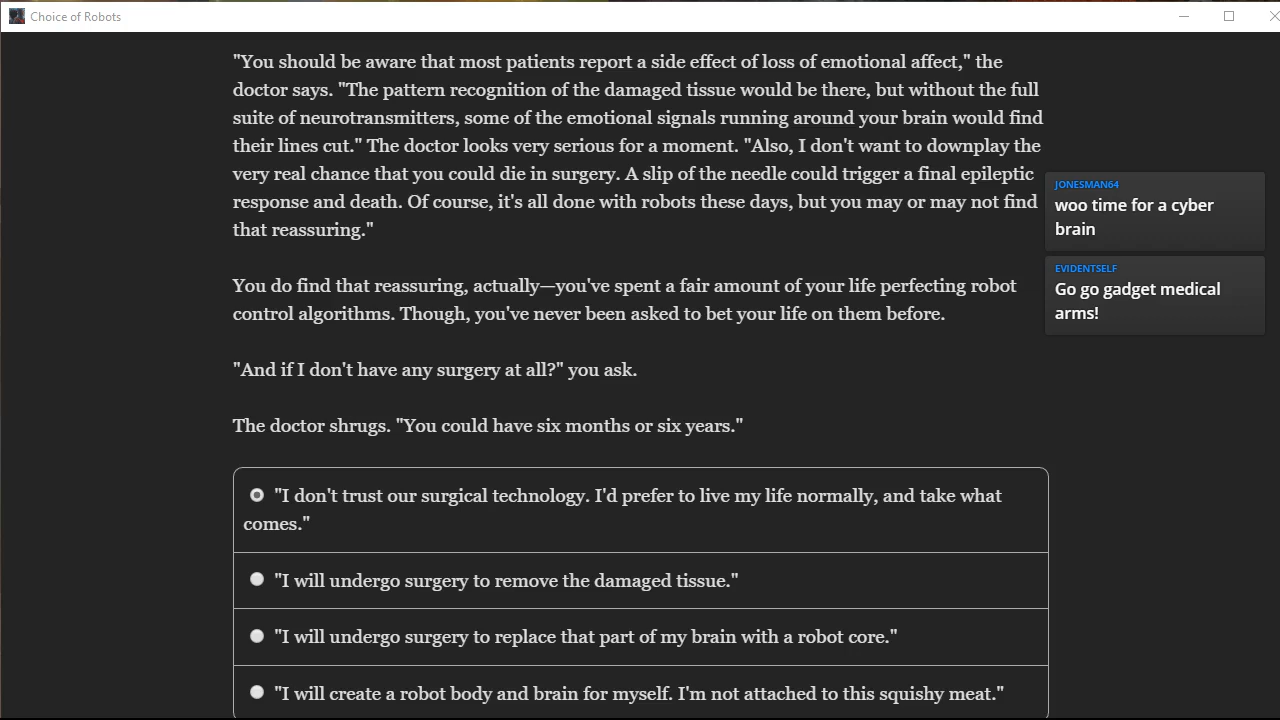 Choice of Robots
"You should be aware that most patients report a side effect of loss of emotional affect," the
doctor says. "The pattern recognition of the damaged tissue would be there, but without the full
suite of neurotransmitters, some of the emotional signals running around your brain would find
their lines cut." The doctor looks very serious for a moment. "Also, I don't want to downplay the
very real chance that you could die in surgery. A slip of the needle could trigger a final epileptic
response and death. Of course, it's all done with robots these days, but you may or may not find
that reassuring."
You do find that reassuring, actually—you've spent a fair amount of your life perfecting robot
control algorithms. Though, you've never been asked to bet your life on them before.
"And if I don't have any surgery at all?" you ask.
The doctor shrugs. "You could have six months or six years."
"I don't trust our surgical technology. I'd prefer to live my life normally, and take what
comes."
"I will undergo surgery to remove the damaged tissue."
"I will undergo surgery to replace that part of my brain with a robot core."
"I will create a robot body and brain for myself. I'm not attached to this squishy meat."
JONESMAN64
woo time for a cyber
brain
EVIDENTSELF
Go go gadget medical
arms!